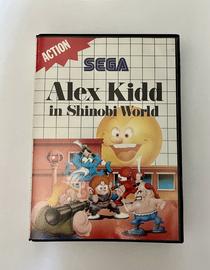 ACTION
SEGA
Alex Kidd
in Shinobi World